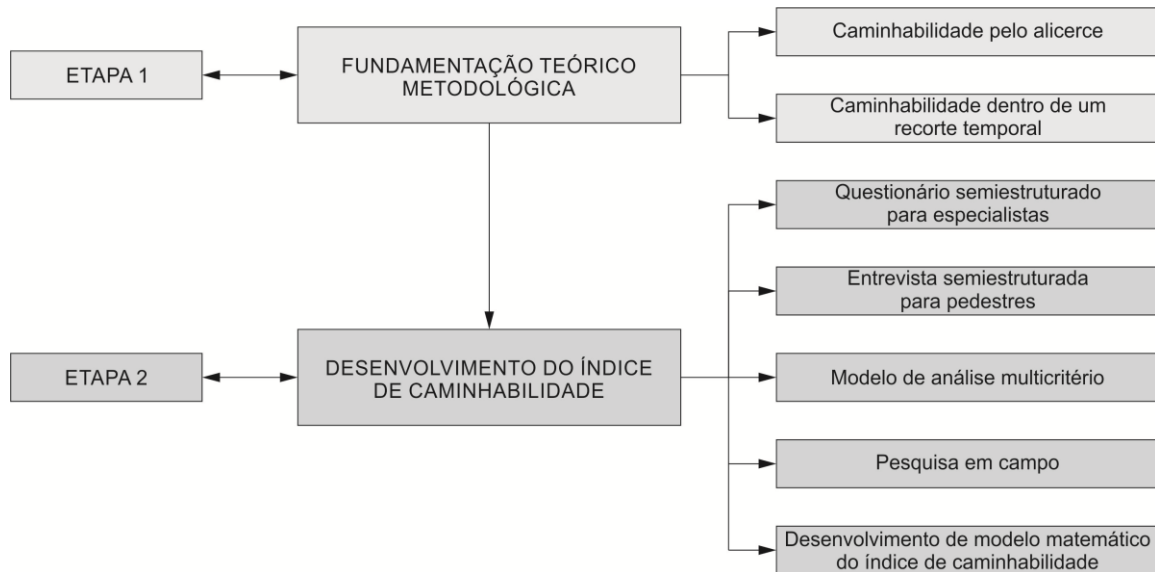 ETAPA 1
FUNDAMENTAÇÃO TEÓRICO
METODOLÓGICA
Caminhabilidade pelo alicerce
Caminhabilidade dentro de um
recorte temporal
ETAPA 2
DESENVOLVIMENTO DO ÍNDICE
DE CAMINHABILIDADE
Questionário semiestruturado
para especialistas
Entrevista semiestruturada
para pedestres
Modelo de análise multicritério
Pesquisa em campo
Desenvolvimento de modelo matemático
do índice de caminhabilidade